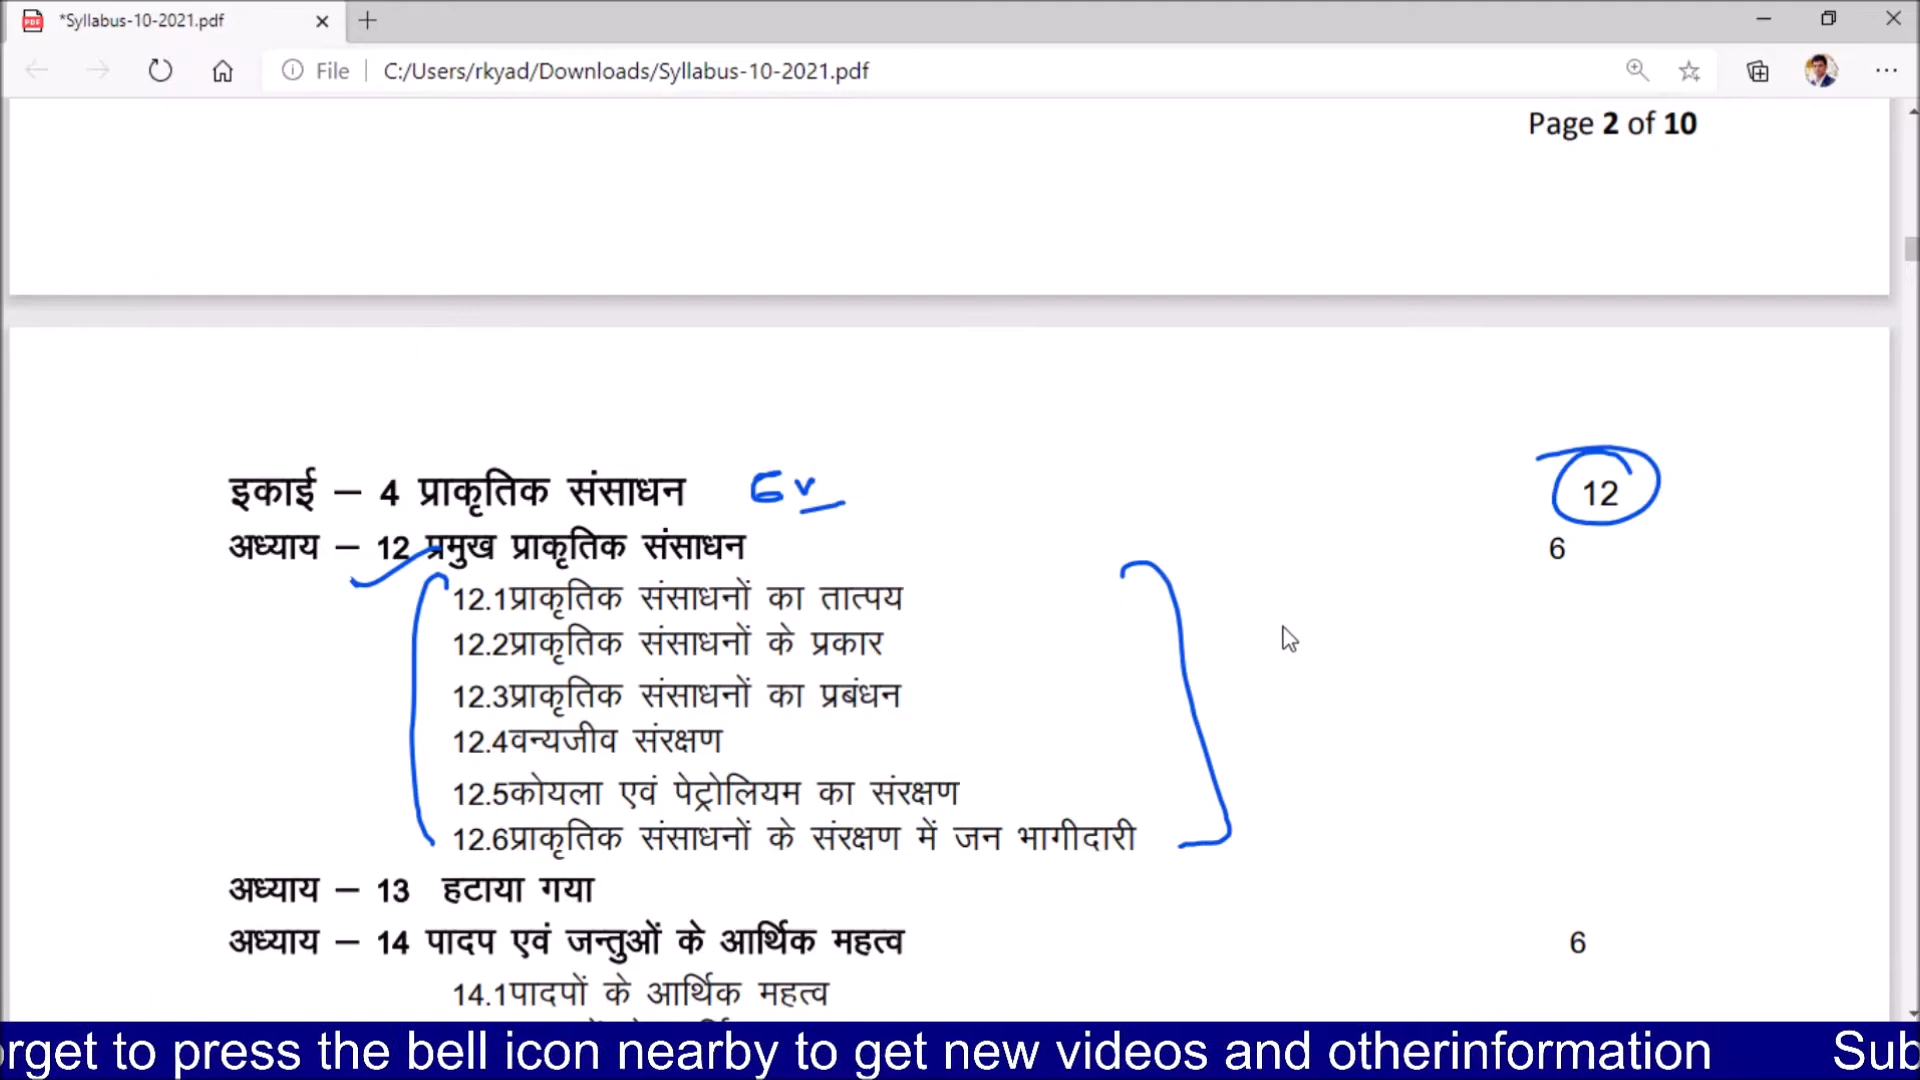 *Syllabus-10-2021.pdf
File C:/Users/rkyad/Downloads/Syllabus-10-2021.pdf
Page 2 of 10
इकाई – 4 प्राकृतिक संसाधन Ev 12
अध्याय – 12 प्रमुख प्राकृतिक संसाधन 6
12.1प्राकृतिक संसाधनों का तात्पय
12.2प्राकृतिक संसाधनों के प्रकार
12.3प्राकृतिक संसाधनों का प्रबंधन
12.4वन्यजीव संरक्षण
12.5कोयला एवं पेट्रोलियम का संरक्षण
12.6प्राकृतिक संसाधनों के संरक्षण में जन भागीदारी
अध्याय – 13 हटाया गया
अध्याय – 14 पादप एवं जन्तुओं के आर्थिक महत्व 6
14.1पादपों के आर्थिक महत्व
rget to press the bell icon nearby to get new videos and otherinformation Sub